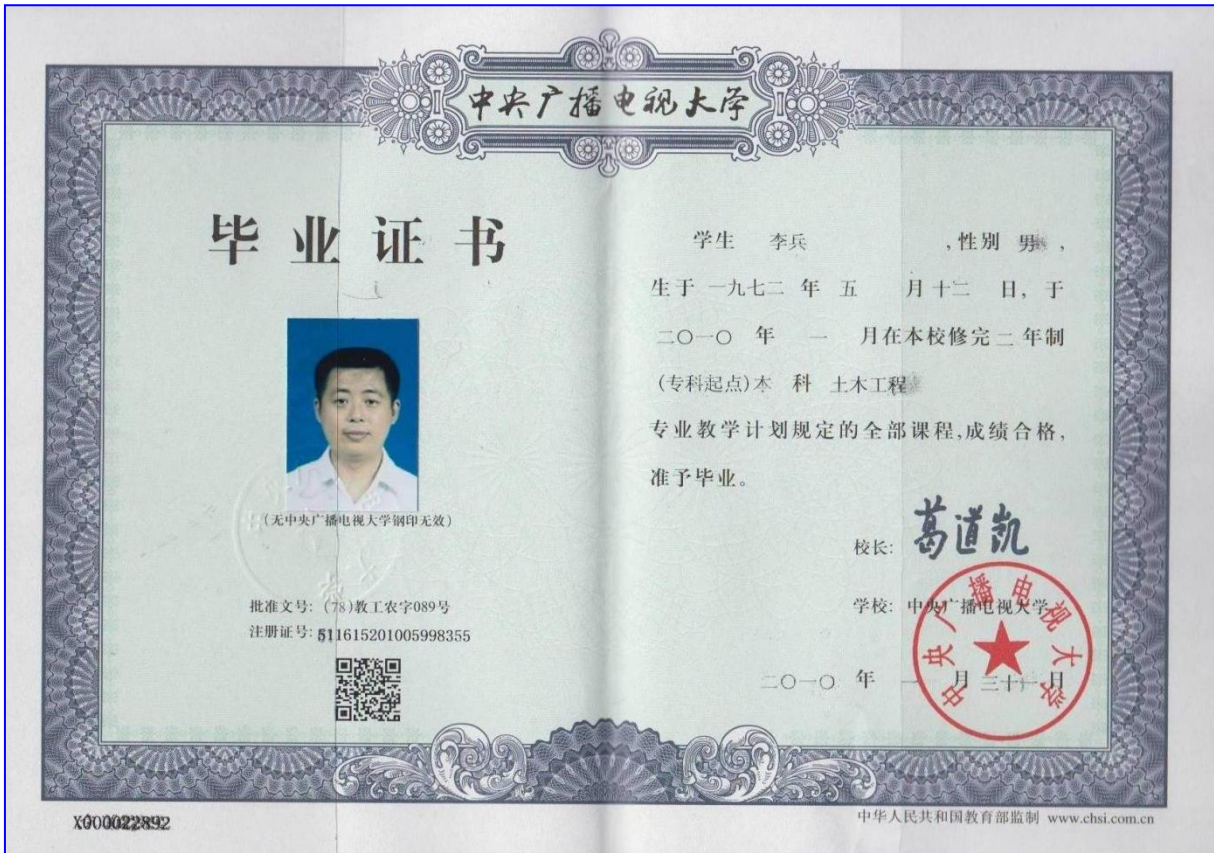 中央广播电视大学
毕业证书
(无中央广播电视大学钢印无效)
批准文号: (78)教工农字089号
注册证号: 511615201005998355
学生 李兵 ,性别 男,
生于 一九七二 年 五 月 十二 日, 于
二〇一〇 年 一 月在本校修完 二 年制
(专科起点)本 科 土木工程
专业教学计划规定的全部课程,成绩合格,
准予毕业。
校长: 葛道凯
学校: 中央广播电视大学
中央广播电视大学
二〇一〇 年 一 月 三十一 日
中华人民共和国教育部监制 www.chsi.com.cn